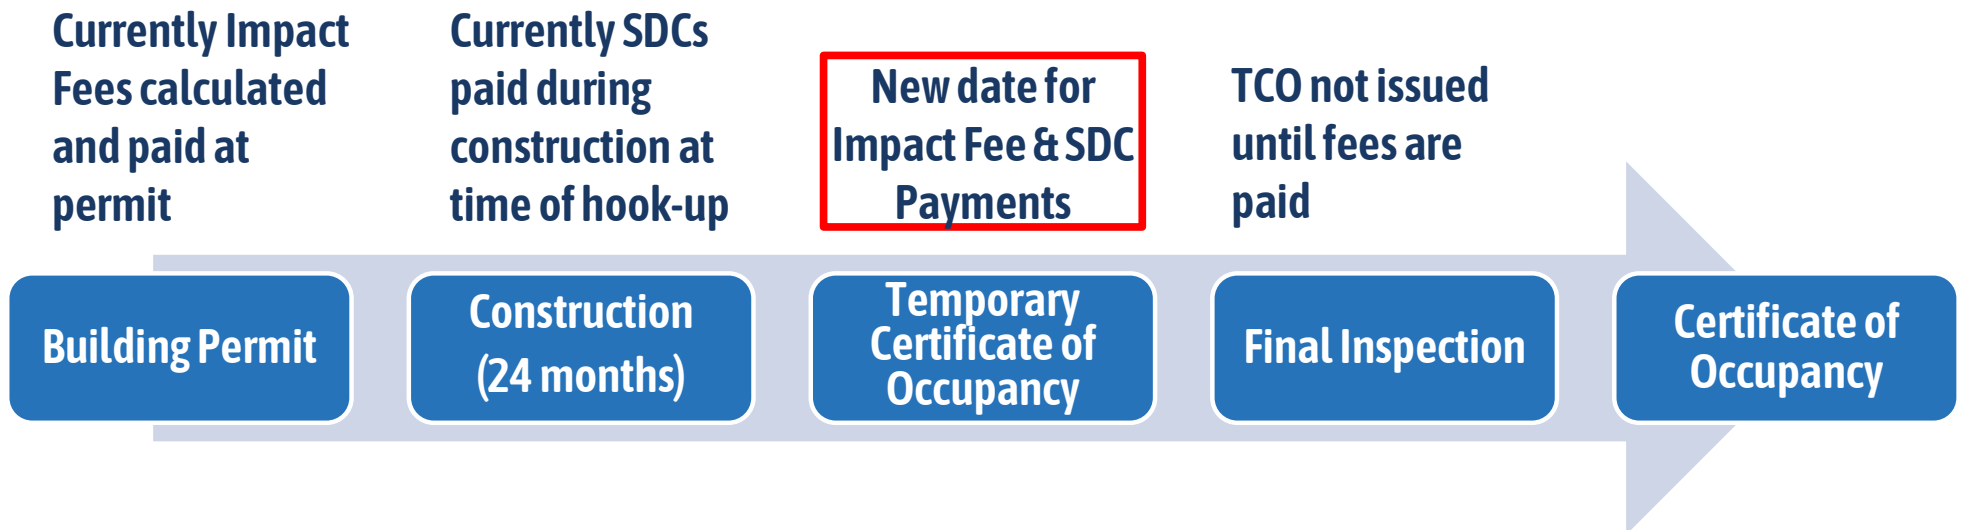 Currently Impact
Fees calculated
and paid at
permit
Currently SDCs
paid during
construction at
time of hook-up
New date for
Impact Fee & SDC
Payments
TCO not issued
until fees are
paid
Building Permit
Construction
(24 months)
Temporary
Certificate of
Occupancy
Final Inspection
Certificate of
Occupancy